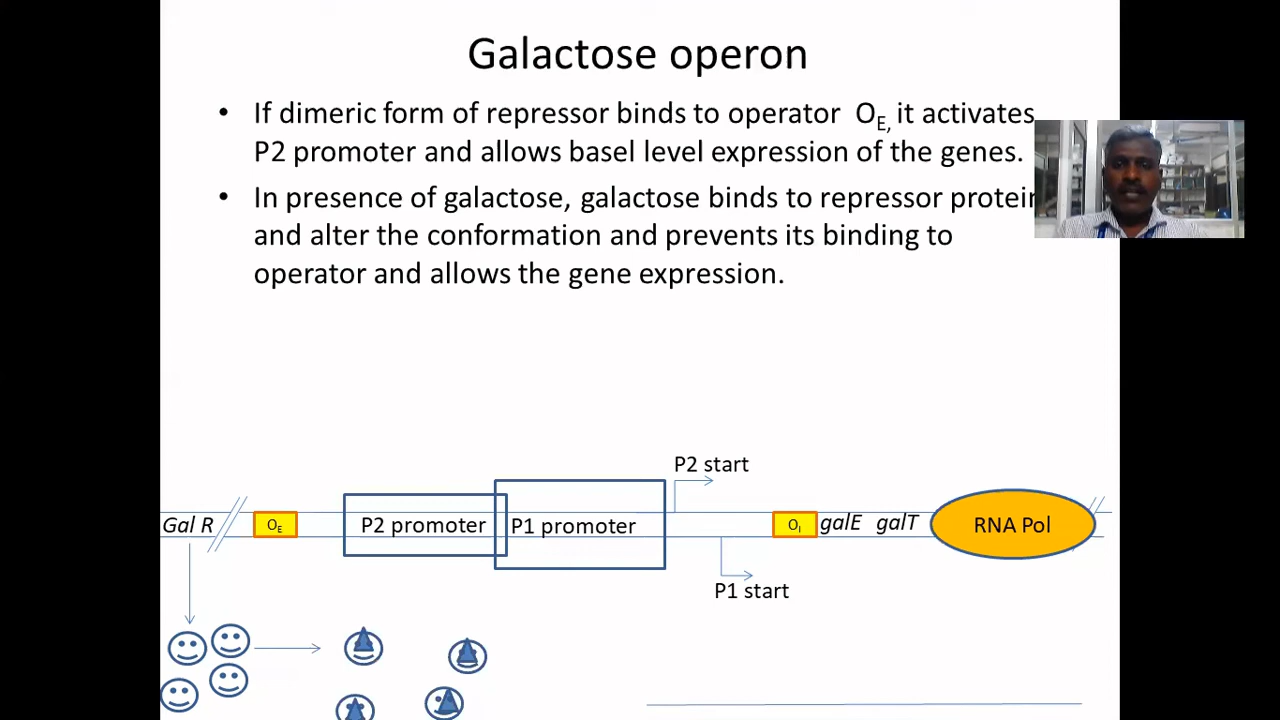 Galactose operon
• If dimeric form of repressor binds to operator OE, it activates
P2 promoter and allows basel level expression of the genes.
• In presence of galactose, galactose binds to repressor protein
and alter the conformation and prevents its binding to
operator and allows the gene expression.
P2 start
Gal R OE P2 promoter P1 promoter OI galE galT RNA Pol
P1 start